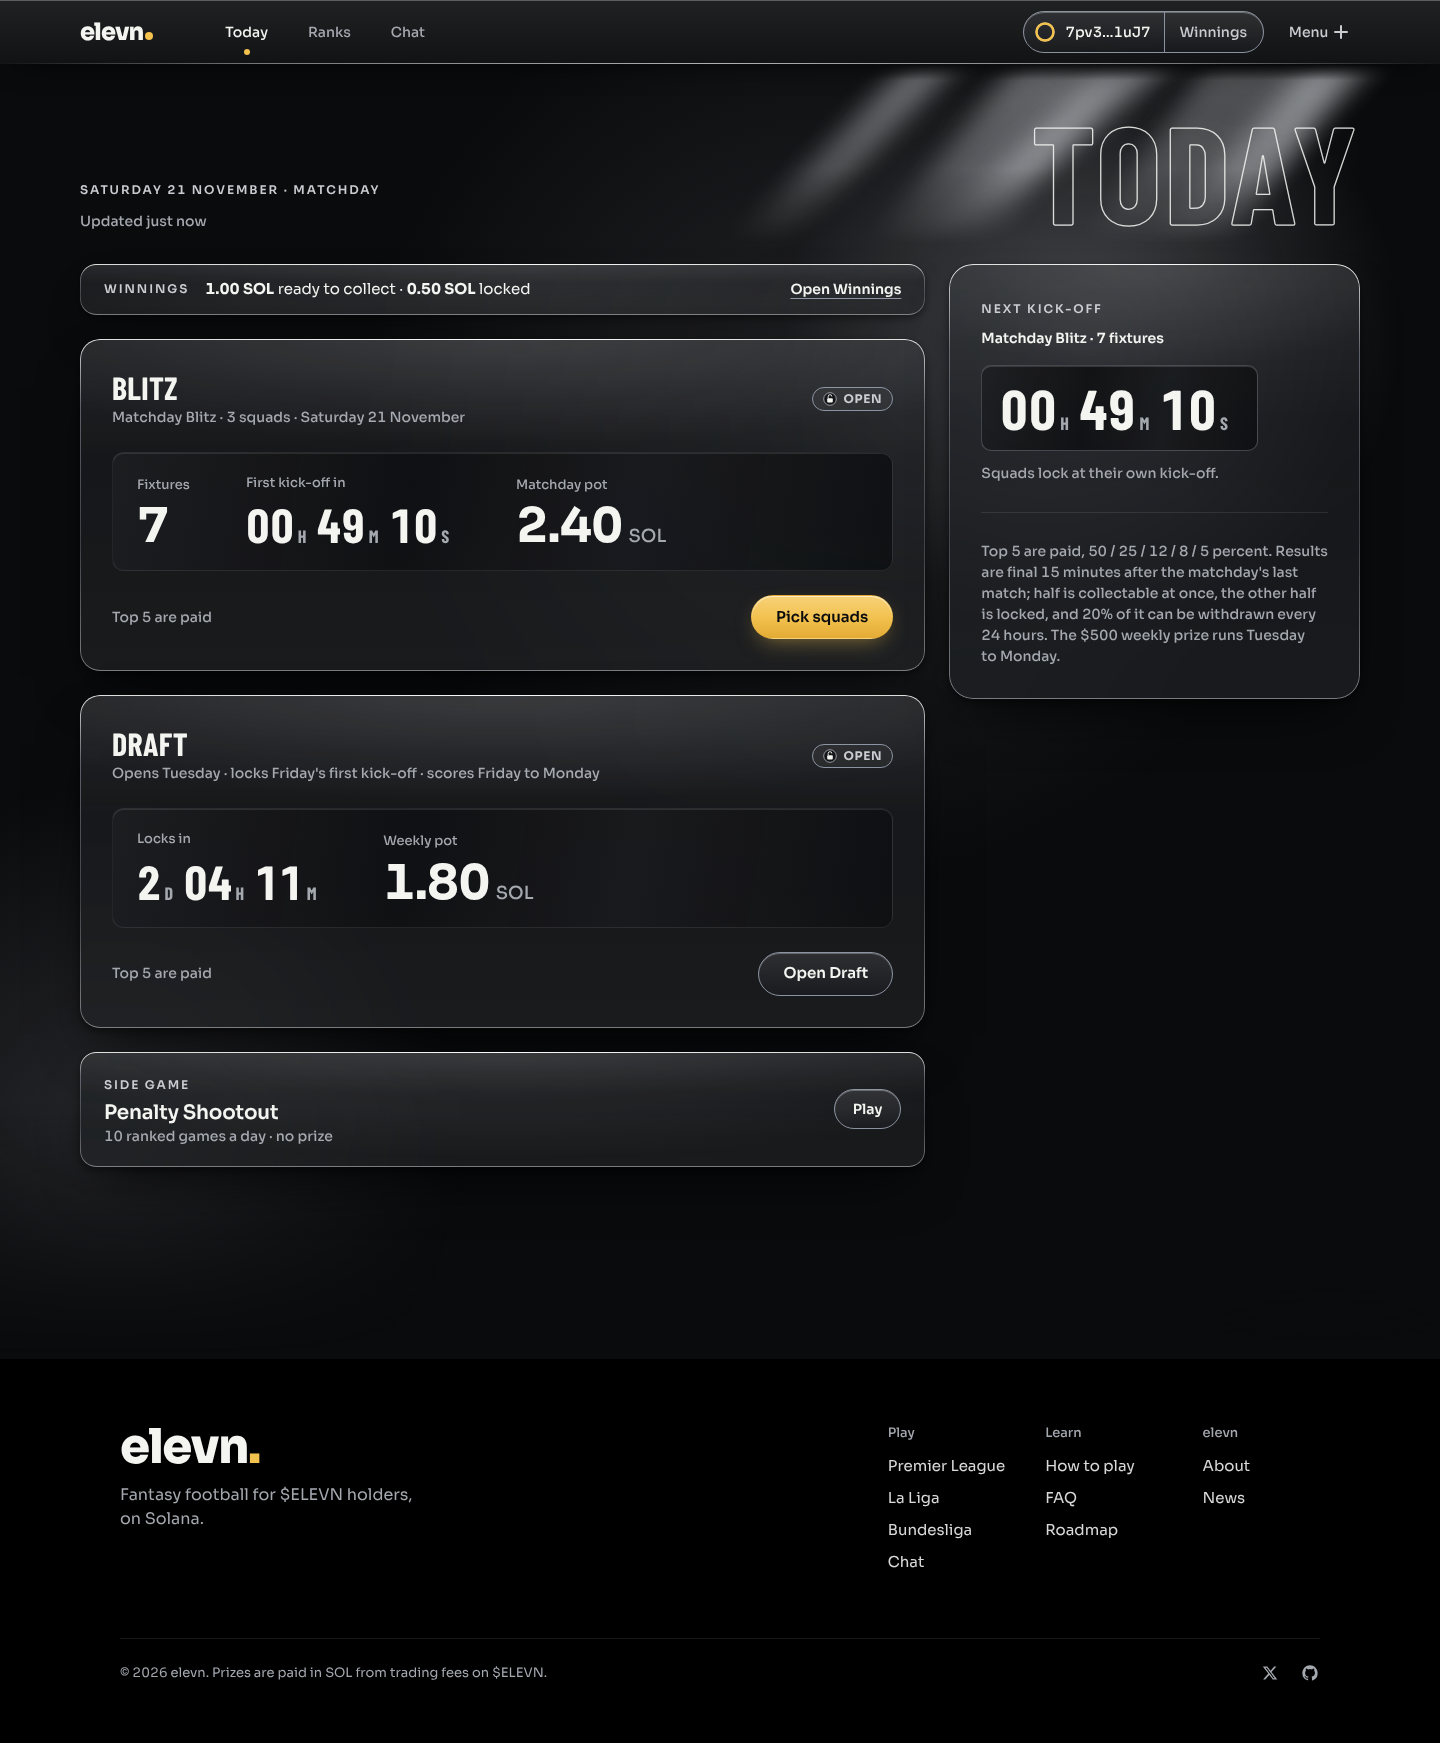 elevn.
Today
Ranks
Chat
7pv3...1uJ7
Winnings
Menu
TODAY
SATURDAY 21 NOVEMBER · MATCHDAY
Updated just now
WINNINGS 1.00 SOL ready to collect · 0.50 SOL locked
Open Winnings
BLITZ
Matchday Blitz · 3 squads · Saturday 21 November
OPEN
Fixtures
7
First kick-off in
00 H 49 M 10 S
Matchday pot
2.40 SOL
Top 5 are paid
Pick squads
DRAFT
Opens Tuesday · locks Friday's first kick-off · scores Friday to Monday
OPEN
Locks in
2 D 04 H 11 M
Weekly pot
1.80 SOL
Top 5 are paid
Open Draft
SIDE GAME
Penalty Shootout
10 ranked games a day · no prize
Play
NEXT KICK-OFF
Matchday Blitz · 7 fixtures
00 H 49 M 10 S
Squads lock at their own kick-off.
Top 5 are paid, 50 / 25 / 12 / 8 / 5 percent. Results
are final 15 minutes after the matchday's last
match; half is collectable at once, the other half
is locked, and 20% of it can be withdrawn every
24 hours. The $500 weekly prize runs Tuesday
to Monday.
elevn.
Fantasy football for $ELEVN holders,
on Solana.
Play
Premier League
La Liga
Bundesliga
Chat
Learn
How to play
FAQ
Roadmap
elevn
About
News
© 2026 elevn. Prizes are paid in SOL from trading fees on $ELEVN.